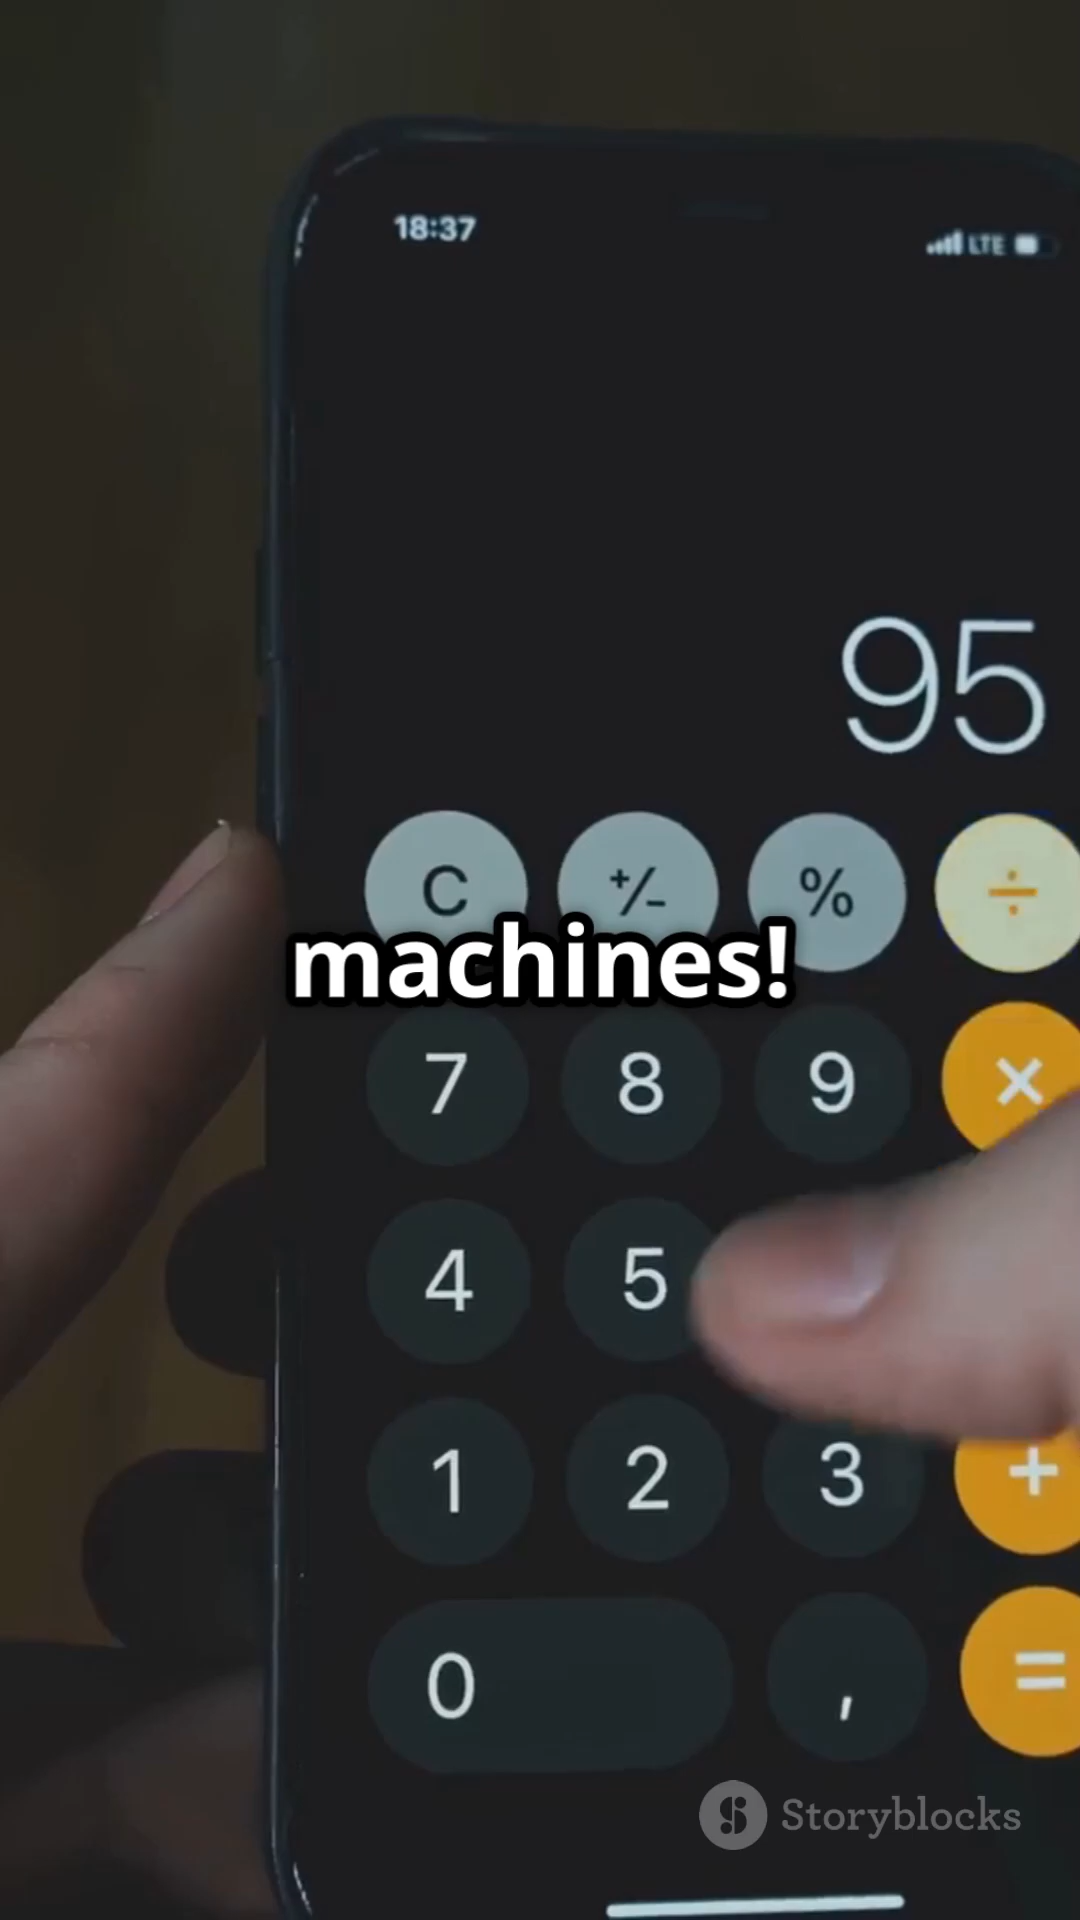 18:37 LTE
95
C +/- % ÷
machines!
7 8 9 ×
4 5
1 2 3 +
0 , =
Storyblocks